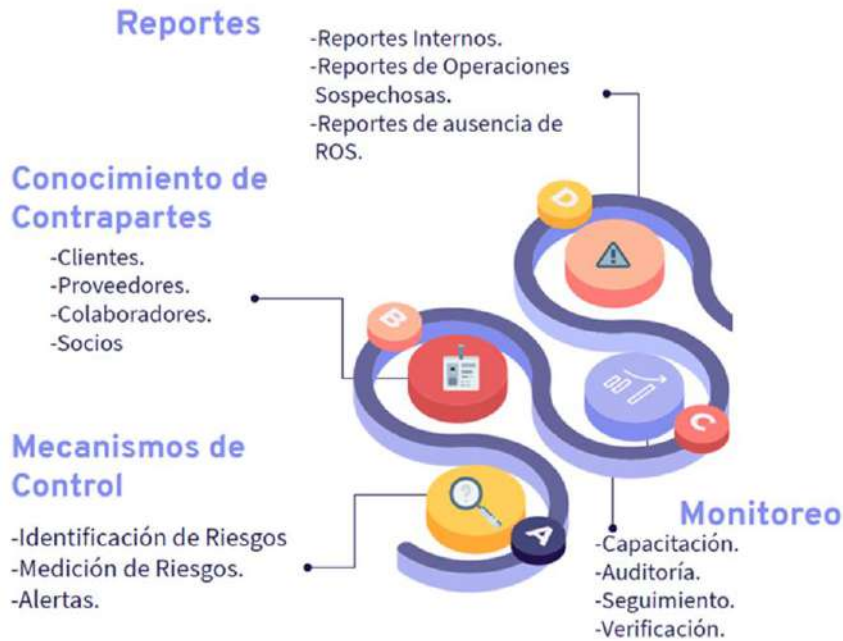 Reportes
-Reportes Internos.
-Reportes de Operaciones
Sospechosas.
-Reportes de ausencia de
ROS.
Conocimiento de
Contrapartes
-Clientes.
-Proveedores.
-Colaboradores.
-Socios
Mecanismos de
Control
-Identificación de Riesgos
-Medición de Riesgos.
-Alertas.
D
B
C
A
?
Monitoreo
-Capacitación.
-Auditoría.
-Seguimiento.
-Verificación.